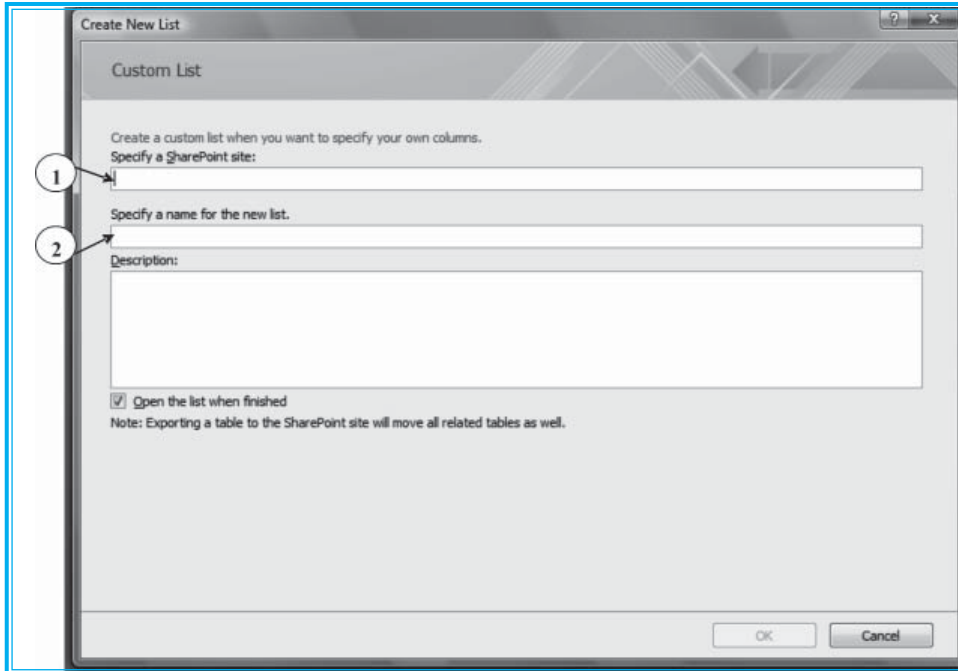 Create New List
Custom List
Create a custom list when you want to specify your own columns.
Specify a SharePoint site:
1
Specify a name for the new list.
2
Description:
Open the list when finished
Note: Exporting a table to the SharePoint site will move all related tables as well.
OK
Cancel